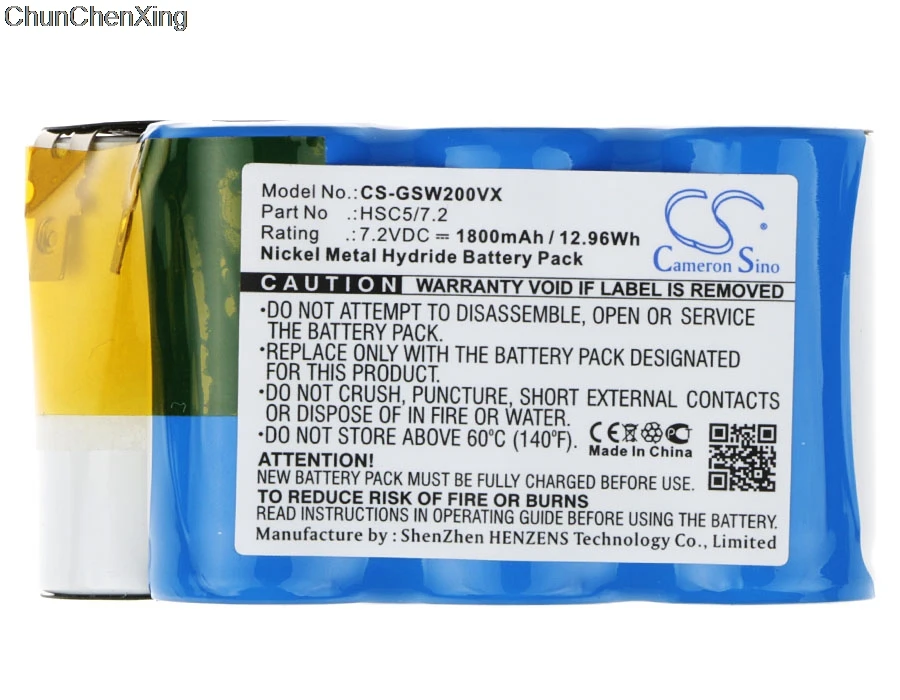 ChunChenXing
Model No.:CS-GSW200VX
Part No .:HSC5/7.2
Rating .:7.2VDC ⎓ 1800mAh / 12.96Wh
Nickel Metal Hydride Battery Pack
CS
Cameron Sino
CAUTION WARRANTY VOID IF LABEL IS REMOVED
·DO NOT ATTEMPT TO DISASSEMBLE, OPEN OR SERVICE
THE BATTERY PACK.
·REPLACE ONLY WITH THE BATTERY PACK DESIGNATED
FOR THIS PRODUCT.
·DO NOT CRUSH, PUNCTURE, SHORT EXTERNAL CONTACTS
OR DISPOSE OF IN FIRE OR WATER.
·DO NOT STORE ABOVE 60ºC (140ºF).
CE
Made In China
ATTENTION!
NEW BATTERY PACK MUST BE FULLY CHARGED BEFORE USE.
TO REDUCE RISK OF FIRE OR BURNS
READ INSTRUCTIONS IN OPERATING GUIDE BEFORE USING THE BATTERY.
Manufacture by : ShenZhen HENZENS Technology Co., Limited